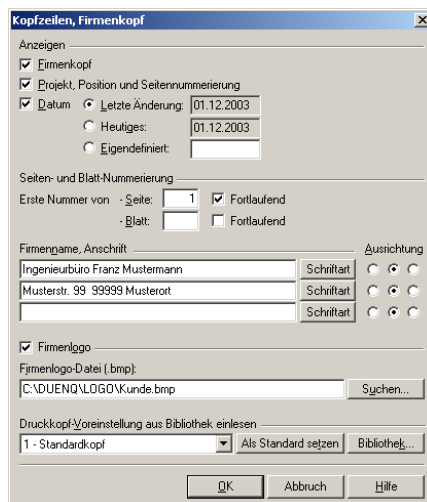 Kopfzeilen, Firmenkopf
Anzeigen
Firmenkopf
Projekt, Position und Seitennummerierung
Datum Letzte Änderung: 01.12.2003
Heutiges: 01.12.2003
Eigendefiniert:
Seiten- und Blatt-Nummerierung
Erste Nummer von - Seite: 1 Fortlaufend
- Blatt: Fortlaufend
Firmenname, Anschrift Ausrichtung
Ingenieurbüro Franz Mustermann Schriftart
Musterstr. 99 99999 Musterort Schriftart
Schriftart
Firmenlogo
Firmenlogo-Datei (.bmp):
C:\DUENQ\LOGO\Kunde.bmp Suchen...
Druckkopf-Voreinstellung aus Bibliothek einlesen
1 - Standardkopf Als Standard setzen Bibliothek...
OK Abbruch Hilfe